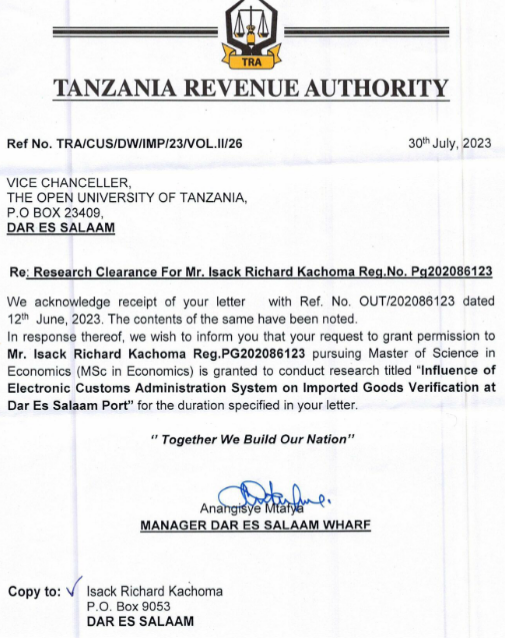 TRA
TANZANIA REVENUE AUTHORITY
Ref No. TRA/CUS/DW/IMP/23/VOL.II/26 30th July, 2023
VICE CHANCELLER,
THE OPEN UNIVERSITY OF TANZANIA,
P.O BOX 23409,
DAR ES SALAAM
Re: Research Clearance For Mr. Isack Richard Kachoma Reg.No. Pg202086123
We acknowledge receipt of your letter with Ref. No. OUT/202086123 dated
12th June, 2023. The contents of the same have been noted.
In response thereof, we wish to inform you that your request to grant permission to
Mr. Isack Richard Kachoma Reg.PG202086123 pursuing Master of Science in
Economics (MSc in Economics) is granted to conduct research titled “Influence of
Electronic Customs Administration System on Imported Goods Verification at
Dar Es Salaam Port” for the duration specified in your letter.
“ Together We Build Our Nation”
Anangisye Mtafya
MANAGER DAR ES SALAAM WHARF
Copy to: Isack Richard Kachoma
P.O. Box 9053
DAR ES SALAAM